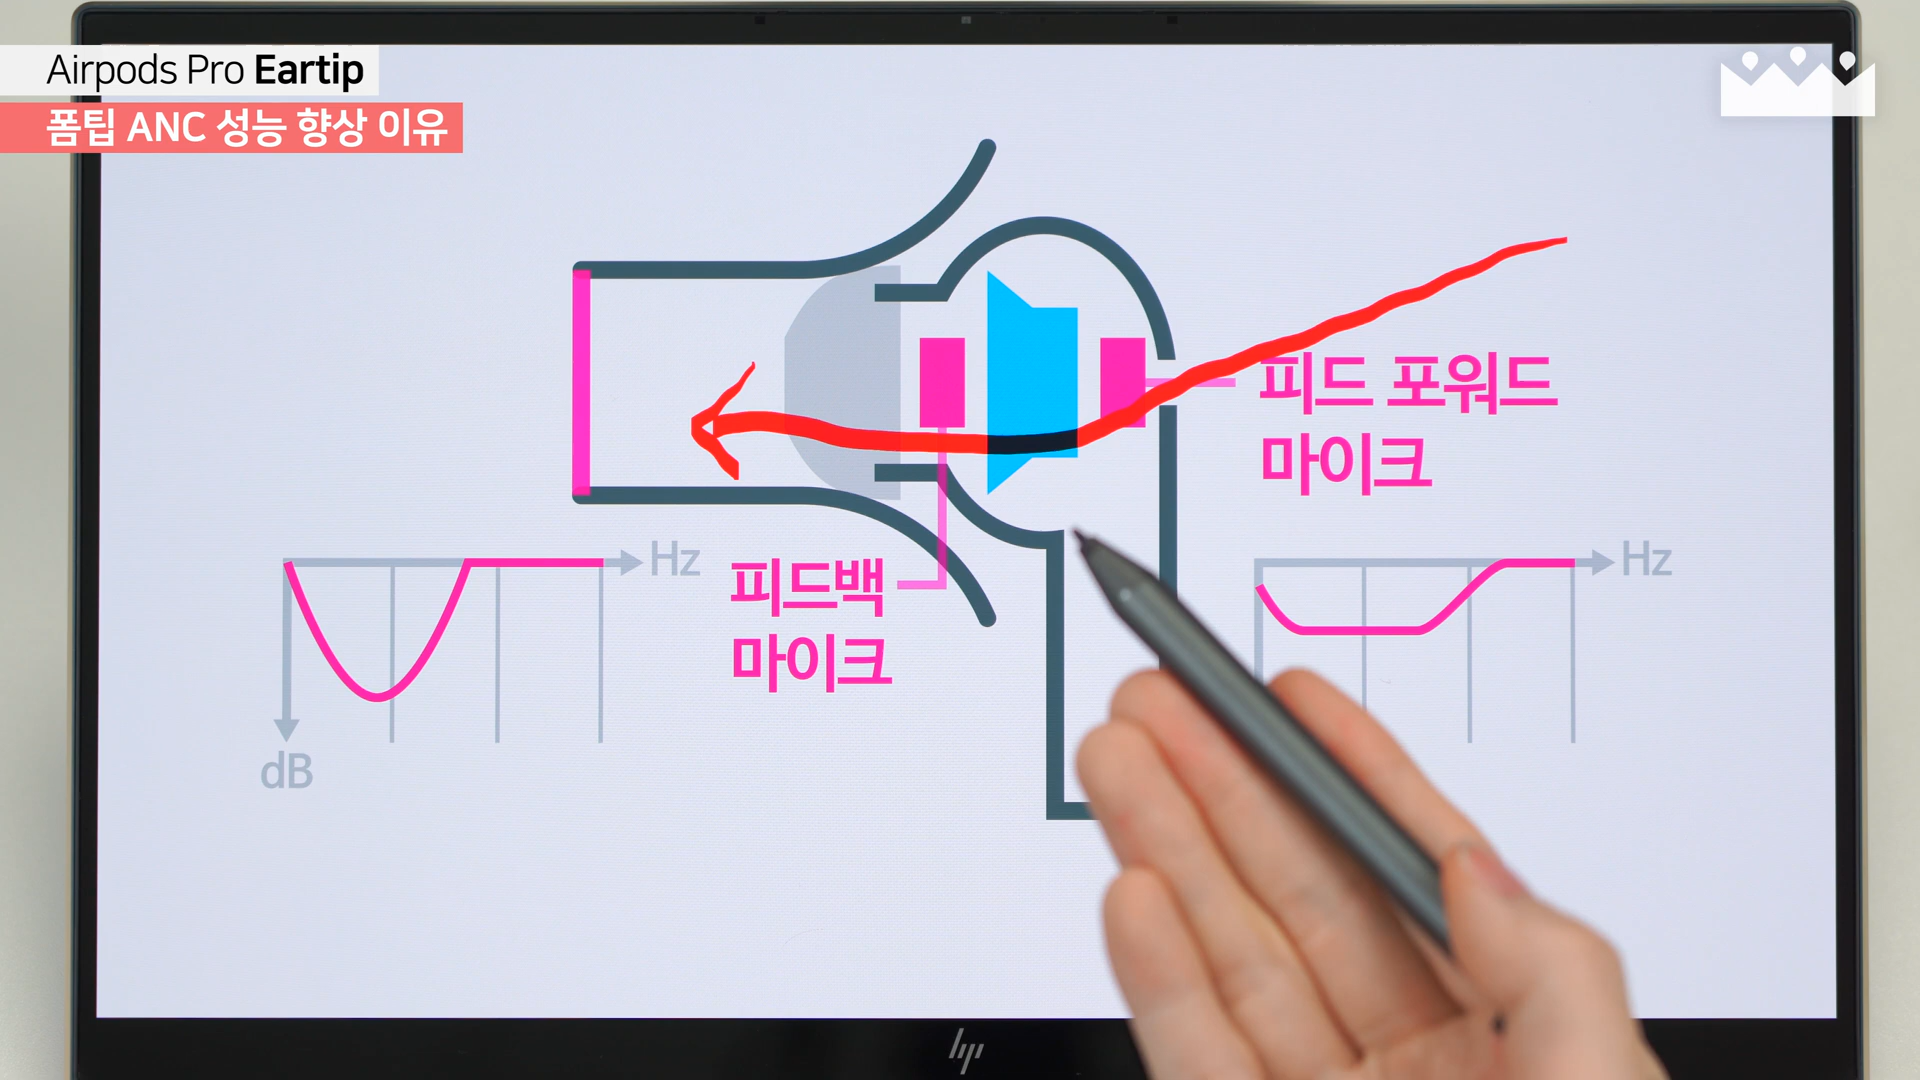 Airpods Pro Eartip
폼팁 ANC 성능 향상 이유
피드 포워드
마이크
피드백
마이크
Hz
dB
Hz
hp